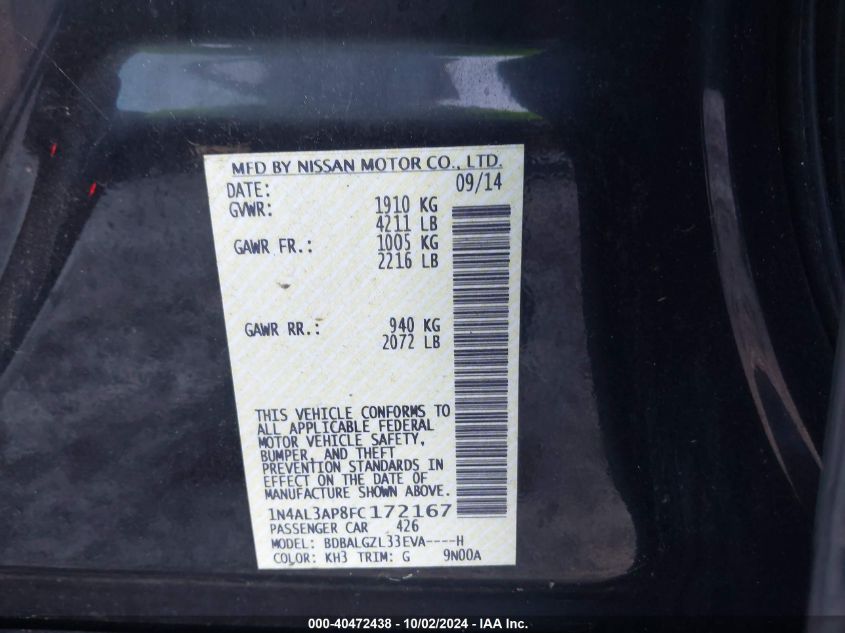 MFD BY NISSAN MOTOR CO., LTD.
DATE: 09/14
GVWR: 1910 KG
4211 LB
GAWR FR.: 1005 KG
2216 LB
GAWR RR.: 940 KG
2072 LB
THIS VEHICLE CONFORMS TO
ALL APPLICABLE FEDERAL
MOTOR VEHICLE SAFETY,
BUMPER, AND THEFT
PREVENTION STANDARDS IN
EFFECT ON THE DATE OF
MANUFACTURE SHOWN ABOVE.
1N4AL3AP8FC172167
PASSENGER CAR 426
MODEL: BDBALGZL33EVA----H
COLOR: KH3 TRIM: G 9N00A
000-40472438 - 10/02/2024 - IAA Inc.